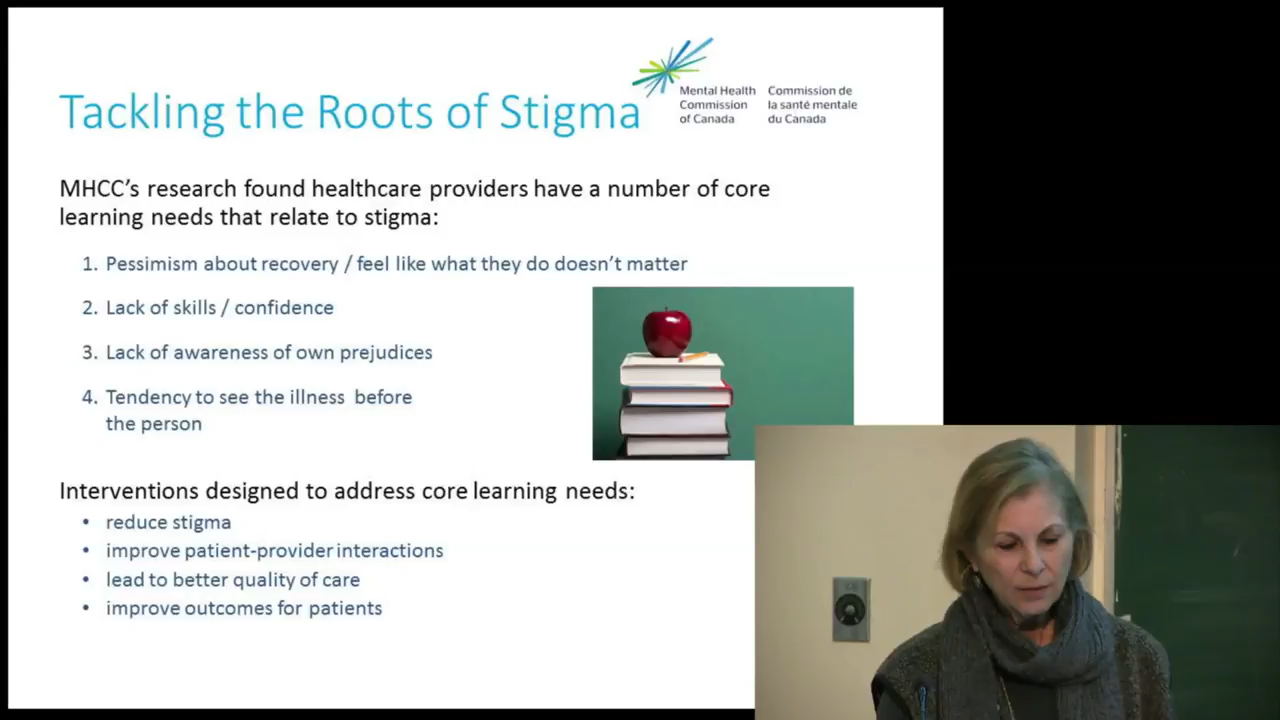 Tackling the Roots of Stigma
Mental Health
Commission
of Canada
Commission de
la santé mentale
du Canada
MHCC's research found healthcare providers have a number of core
learning needs that relate to stigma:
1. Pessimism about recovery / feel like what they do doesn't matter
2. Lack of skills / confidence
3. Lack of awareness of own prejudices
4. Tendency to see the illness before
the person
Interventions designed to address core learning needs:
• reduce stigma
• improve patient-provider interactions
• lead to better quality of care
• improve outcomes for patients